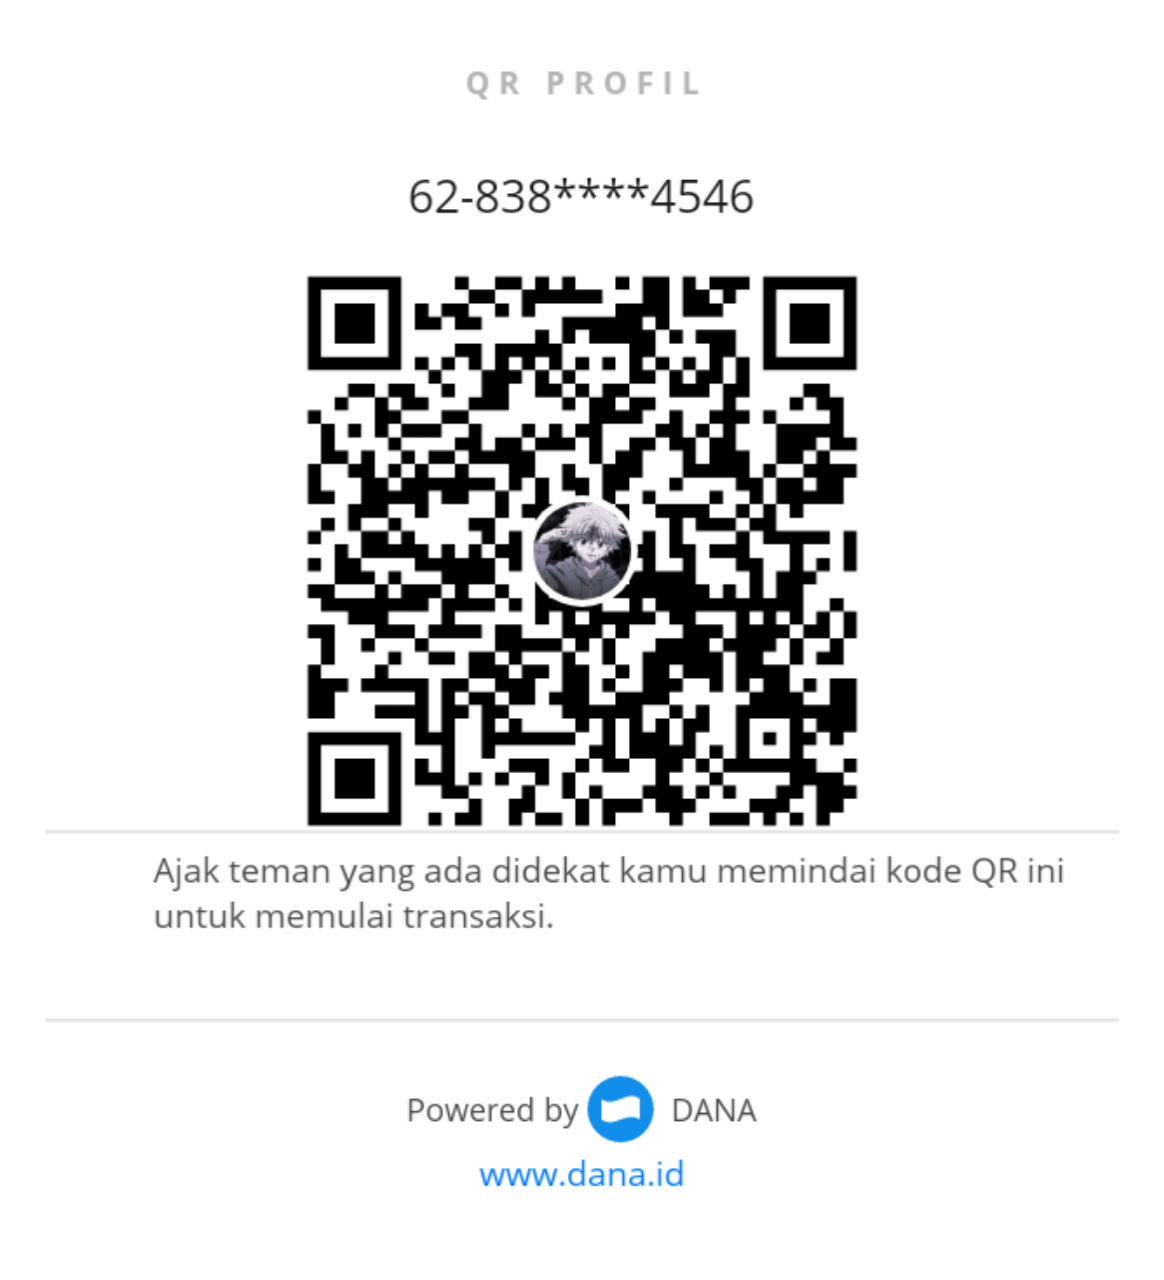 QR PROFIL
62-838****4546
Ajak teman yang ada didekat kamu memindai kode QR ini
untuk memulai transaksi.
Powered by DANA
www.dana.id